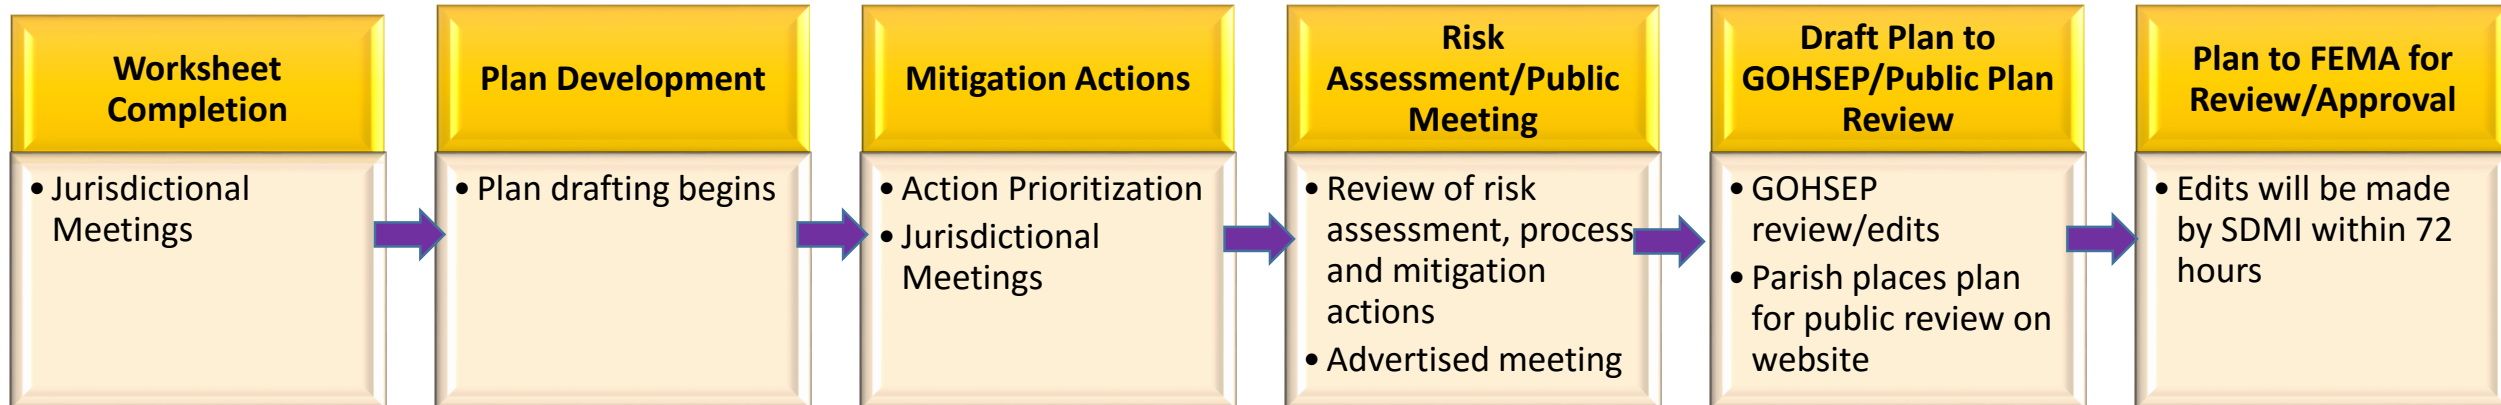 Worksheet
Completion
• Jurisdictional
Meetings
Plan Development
• Plan drafting begins
Mitigation Actions
• Action Prioritization
• Jurisdictional
Meetings
Risk
Assessment/Public
Meeting
• Review of risk
assessment, process
and mitigation
actions
• Advertised meeting
Draft Plan to
GOHSEP/Public Plan
Review
• GOHSEP
review/edits
• Parish places plan
for public review on
website
Plan to FEMA for
Review/Approval
• Edits will be made
by SDMI within 72
hours